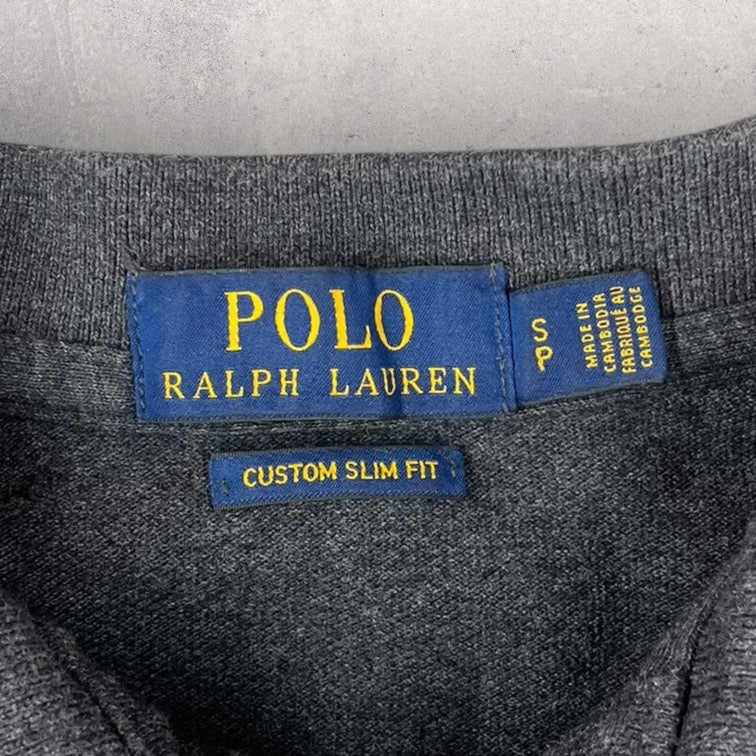 POLO
RALPH LAUREN
S
P
MADE IN
CAMBODIA
FABRIQUÉ AU
CAMBODGE
CUSTOM SLIM FIT